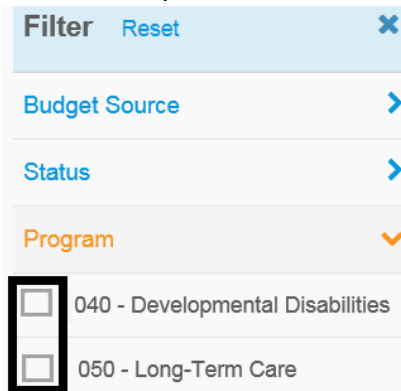 Filter Reset
Budget Source
Status
Program
040 - Developmental Disabilities
050 - Long-Term Care